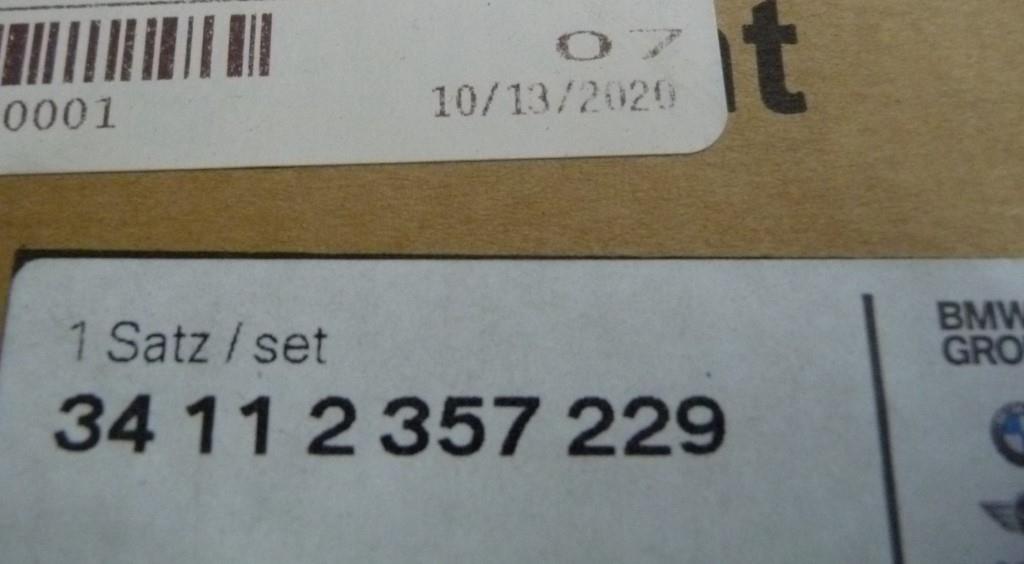 07
0001
10/13/2020
t
1 Satz / set
34 11 2 357 229
BMW
GRO